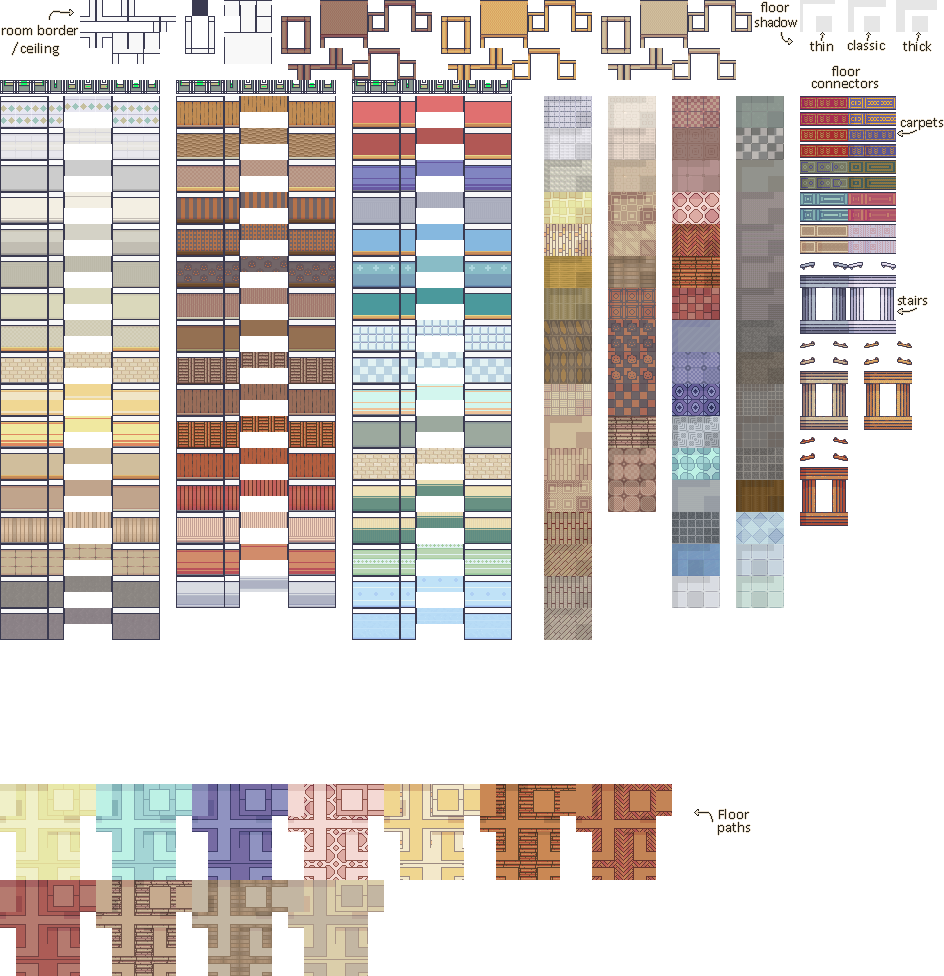 room border
/ceiling
floor
shadow
thin
classic
thick
floor
connectors
carpets
stairs
Floor
paths